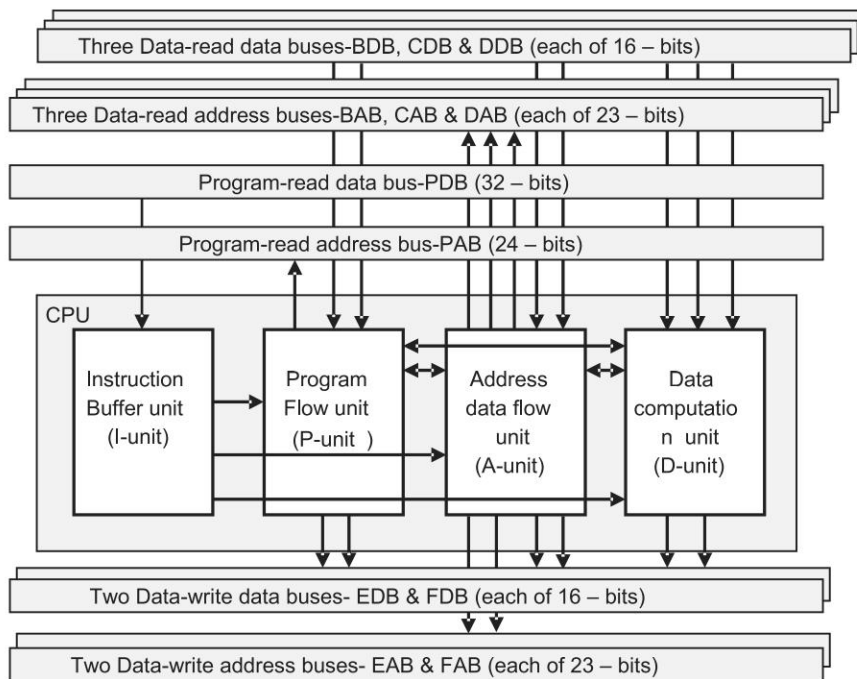 Three Data-read data buses-BDB, CDB & DDB (each of 16 – bits)
Three Data-read address buses-BAB, CAB & DAB (each of 23 – bits)
Program-read data bus-PDB (32 – bits)
Program-read address bus-PAB (24 – bits)
CPU
Instruction
Buffer unit
(I-unit)
Program
Flow unit
(P-unit )
Address
data flow
unit
(A-unit)
Data
computatio
n unit
(D-unit)
Two Data-write data buses- EDB & FDB (each of 16 – bits)
Two Data-write address buses- EAB & FAB (each of 23 – bits)